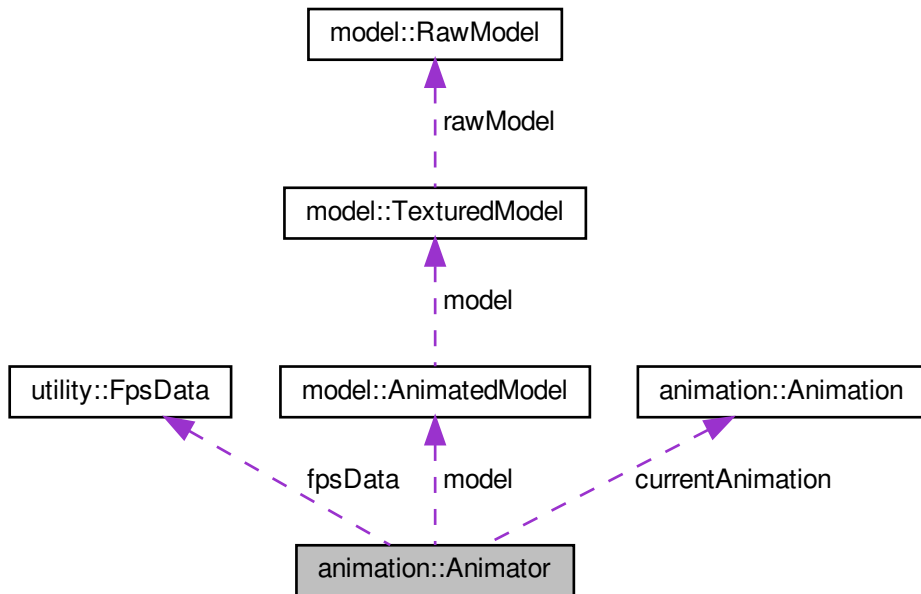 model::RawModel
rawModel
model::TexturedModel
model
utility::FpsData
model::AnimatedModel
animation::Animation
fpsData
model
currentAnimation
animation::Animator